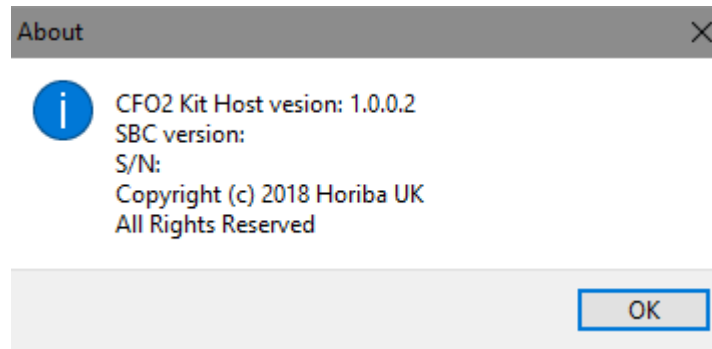 About
CFO2 Kit Host vesion: 1.0.0.2
SBC version:
S/N:
Copyright (c) 2018 Horiba UK
All Rights Reserved
OK